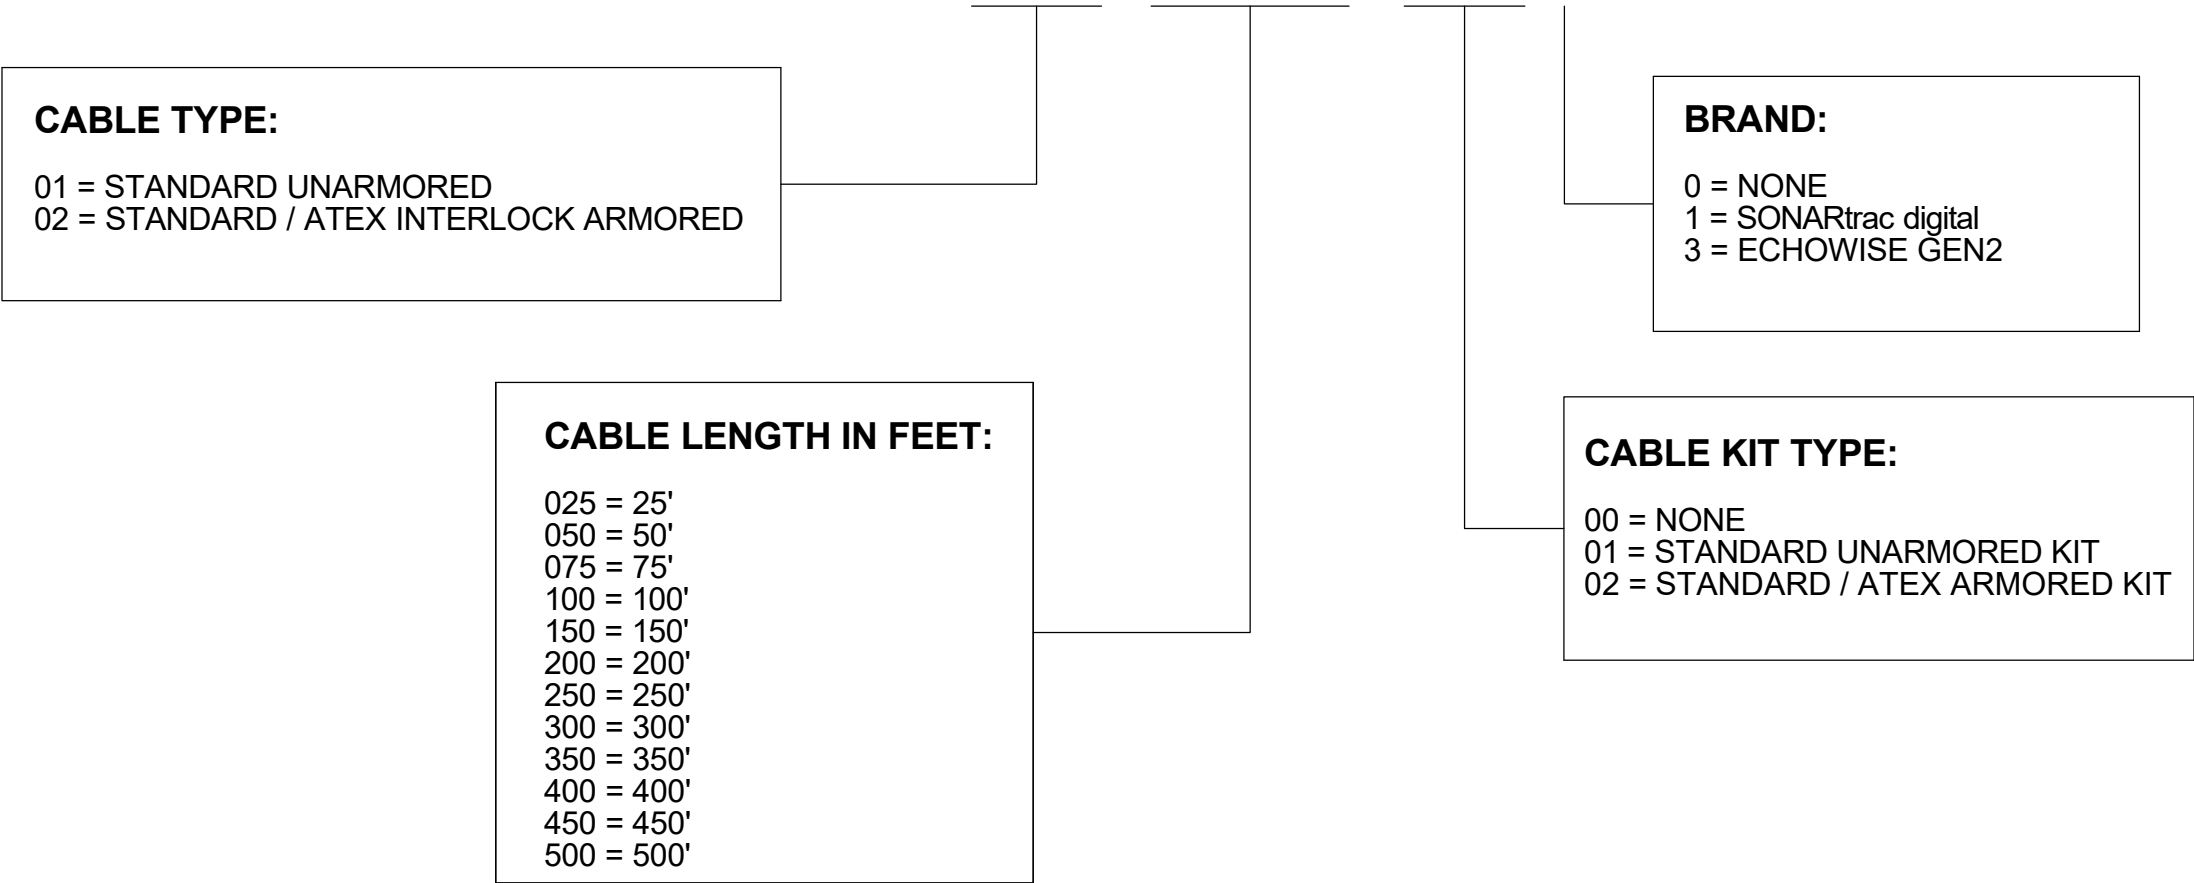 CABLE TYPE:
01 = STANDARD UNARMORED
02 = STANDARD / ATEX INTERLOCK ARMORED
BRAND:
0 = NONE
1 = SONARtrac digital
3 = ECHOWISE GEN2
CABLE LENGTH IN FEET:
025 = 25'
050 = 50'
075 = 75'
100 = 100'
150 = 150'
200 = 200'
250 = 250'
300 = 300'
350 = 350'
400 = 400'
450 = 450'
500 = 500'
CABLE KIT TYPE:
00 = NONE
01 = STANDARD UNARMORED KIT
02 = STANDARD / ATEX ARMORED KIT